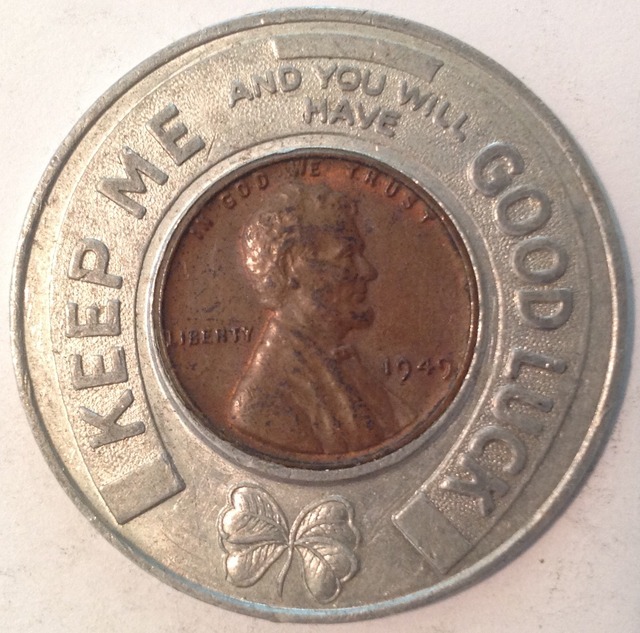 KEEP ME
AND YOU WILL
HAVE
GOOD LUCK
IN GOD WE TRUST
LIBERTY
1949